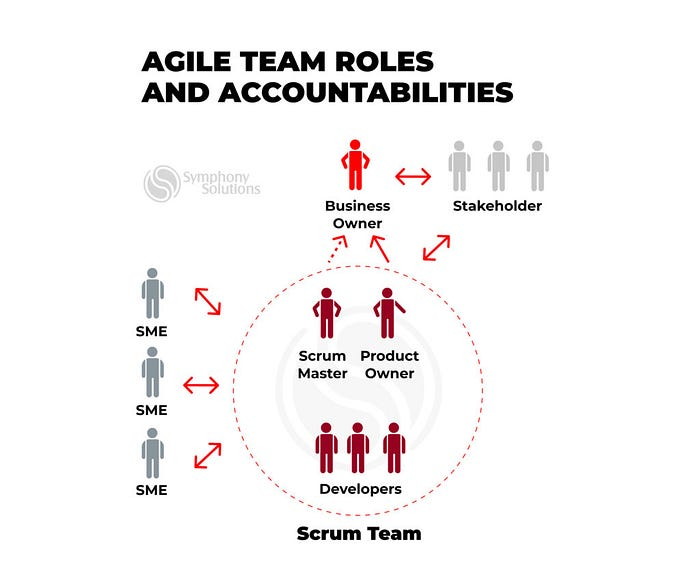 AGILE TEAM ROLES
AND ACCOUNTABILITIES
Symphony
Solutions
Business
Owner
Stakeholder
SME
SME
SME
Scrum
Master
Product
Owner
Developers
Scrum Team